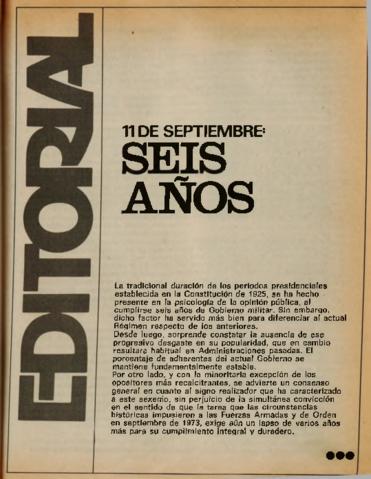 EDITORIAL
11 DE SEPTIEMBRE:
SEIS
AÑOS
La tradicional duración de los períodos presidenciales
establecida en la Constitución de 1925, se ha hecho
presente en la psicología de la opinión pública, al
cumplirse seis años de Gobierno militar. Sin embargo,
dicho factor ha servido más bien para diferenciar al actual
Régimen respecto de los anteriores.
Desde luego, sorprende constatar la ausencia de ese
progresivo desgaste en su popularidad, que en cambio
resultara habitual en Administraciones pasadas. El
porcentaje de adherentes del actual Gobierno se
mantiene fundamentalmente estable.
Por otro lado, y con la minoritaria excepción de los
opositores más recalcitrantes, se advierte un consenso
general en cuanto al signo realizador que ha caracterizado
a este sexenio, sin perjuicio de la simultánea convicción
en el sentido de que la tarea que las circunstancias
históricas impusieron a las Fuerzas Armadas y de Orden
en septiembre de 1973, exige aún un lapso de varios años
más para su cumplimiento integral y duradero.